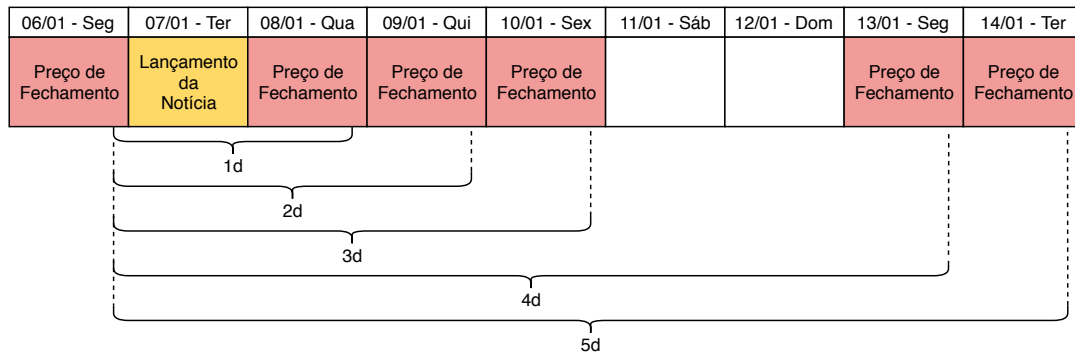 06/01 - Seg
07/01 - Ter
08/01 - Qua
09/01 - Qui
10/01 - Sex
11/01 - Sáb
12/01 - Dom
13/01 - Seg
14/01 - Ter
Preço de
Fechamento
Lançamento
da
Notícia
Preço de
Fechamento
Preço de
Fechamento
Preço de
Fechamento
Preço de
Fechamento
Preço de
Fechamento
1d
2d
3d
4d
5d